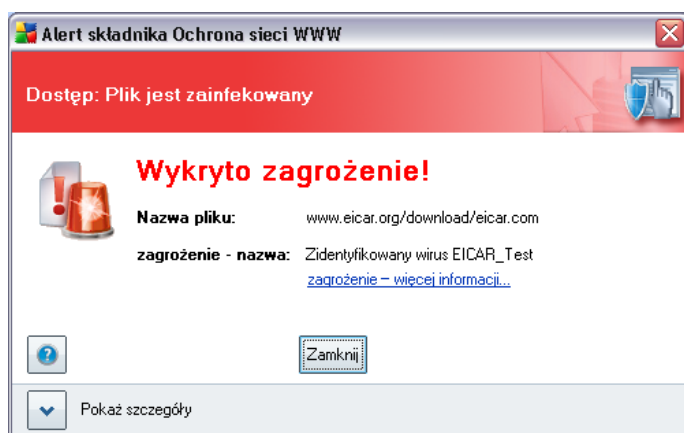 Alert składnika Ochrona sieci WWW
Dostęp: Plik jest zainfekowany
Wykryto zagrożenie!
Nazwa pliku: www.eicar.org/download/eicar.com
zagrożenie - nazwa: Zidentyfikowany wirus EICAR_Test
zagrożenie – więcej informacji...
Zamknij
Pokaż szczegóły